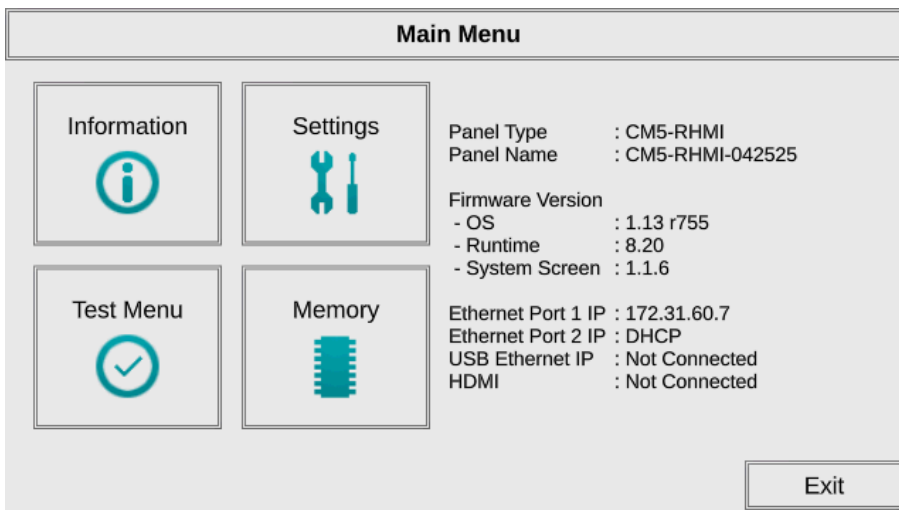 Main Menu
Information
Settings
Test Menu
Memory
Panel Type : CM5-RHMI
Panel Name : CM5-RHMI-042525
Firmware Version
- OS : 1.13 r755
- Runtime : 8.20
- System Screen : 1.1.6
Ethernet Port 1 IP : 172.31.60.7
Ethernet Port 2 IP : DHCP
USB Ethernet IP : Not Connected
HDMI : Not Connected
Exit